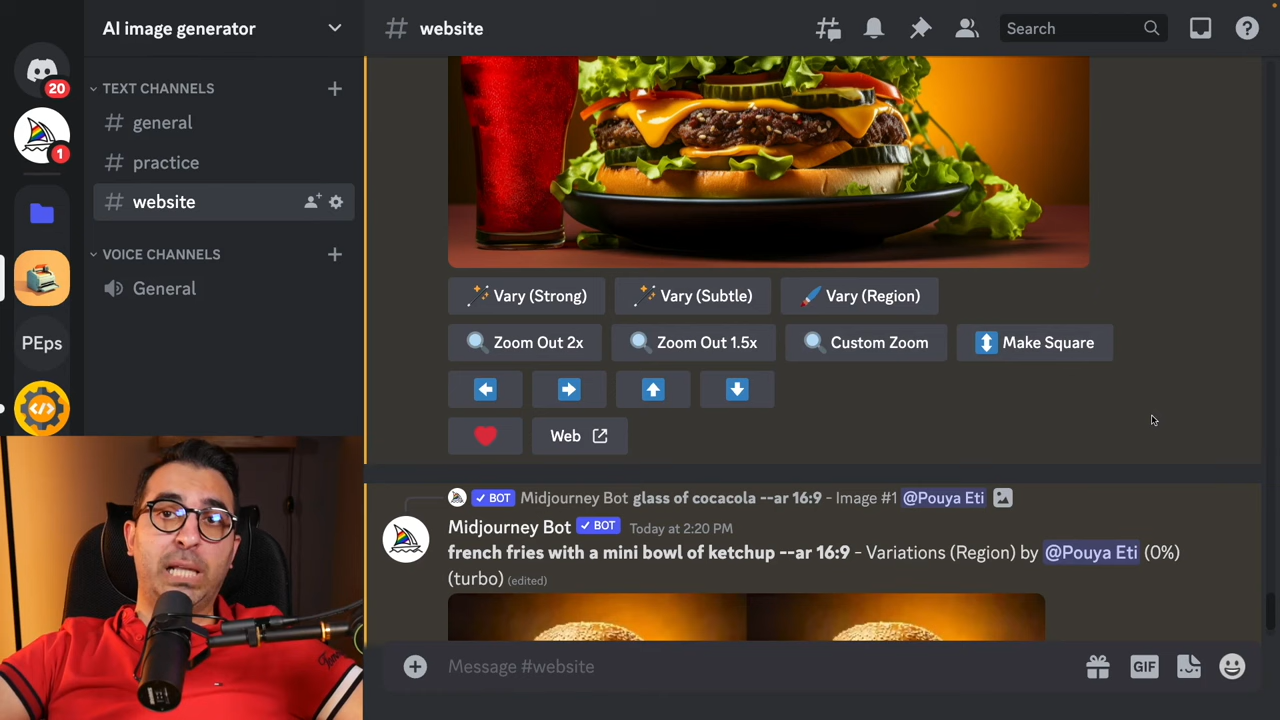 AI image generator
# website
Search
20
TEXT CHANNELS
# general
1
# practice
# website
VOICE CHANNELS
General
PEps
Vary (Strong)
Vary (Subtle)
Vary (Region)
Zoom Out 2x
Zoom Out 1.5x
Custom Zoom
Make Square
Web
✓ BOT Midjourney Bot glass of cocacola --ar 16:9 - Image #1 @Pouya Eti
Midjourney Bot ✓ BOT Today at 2:20 PM
french fries with a mini bowl of ketchup --ar 16:9 - Variations (Region) by @Pouya Eti (0%)
(turbo) (edited)
Message #website
GIF